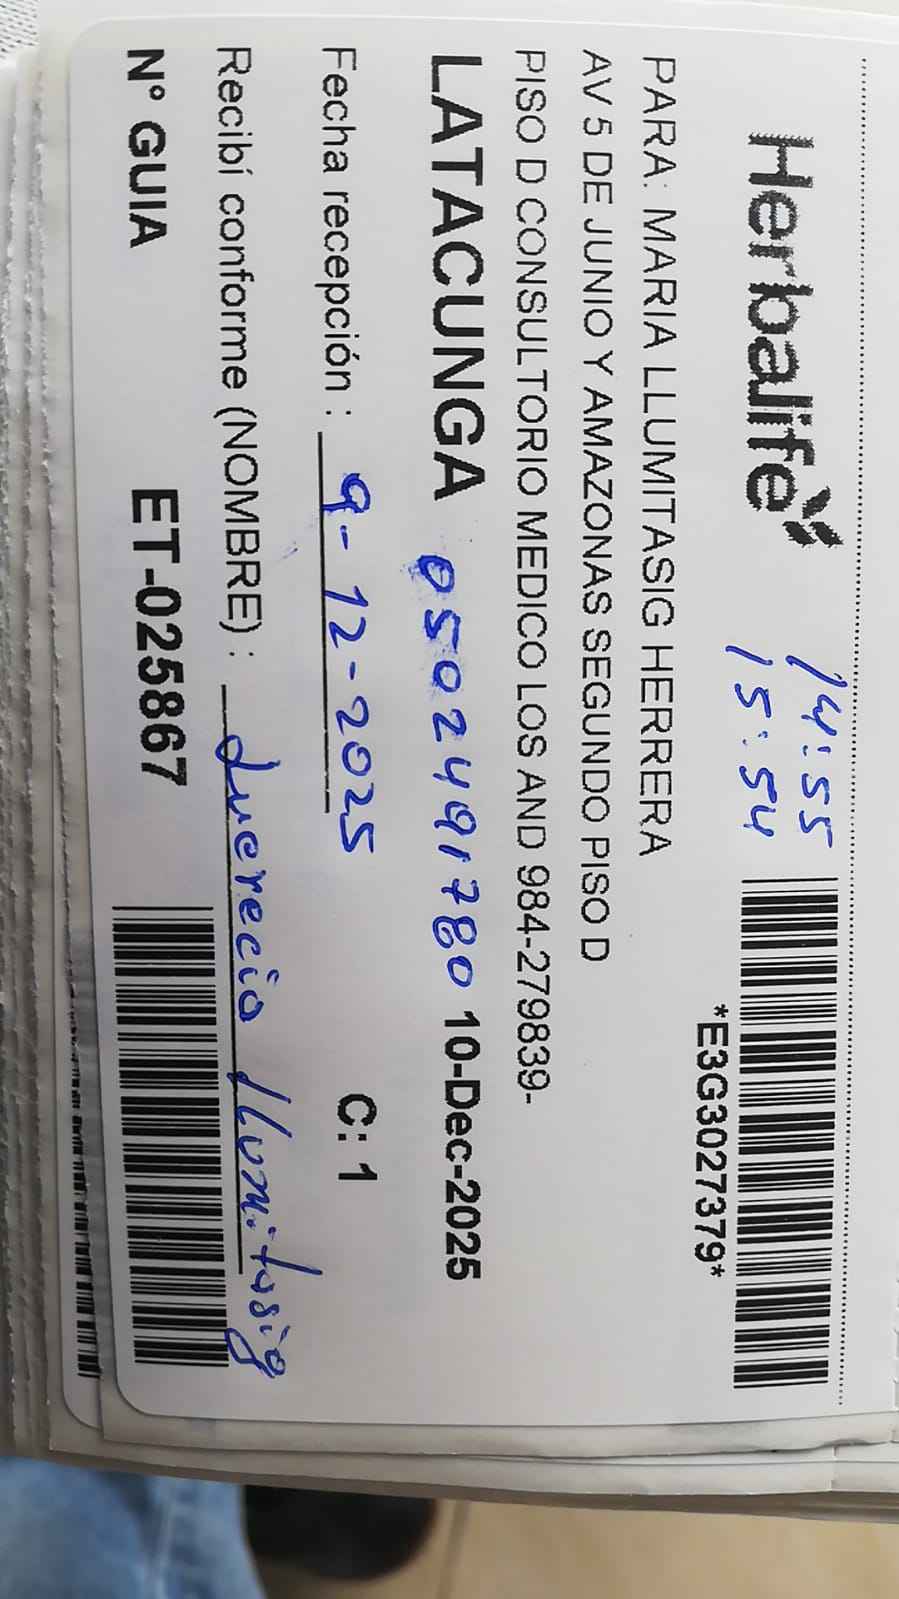 Herbalife
14:55
15:54
*E3G3027379*
PARA: MARIA LLUMITASIG HERRERA
AV 5 DE JUNIO Y AMAZONAS SEGUNDO PISO D
PISO D CONSULTORIO MEDICO LOS AND 984-279839-
LATACUNGA 0502491780 10-Dec-2025
Fecha recepción : 9-12-2025 C: 1
Recibí conforme (NOMBRE) : Lucrecia Llumitasig
N° GUIA ET-025867